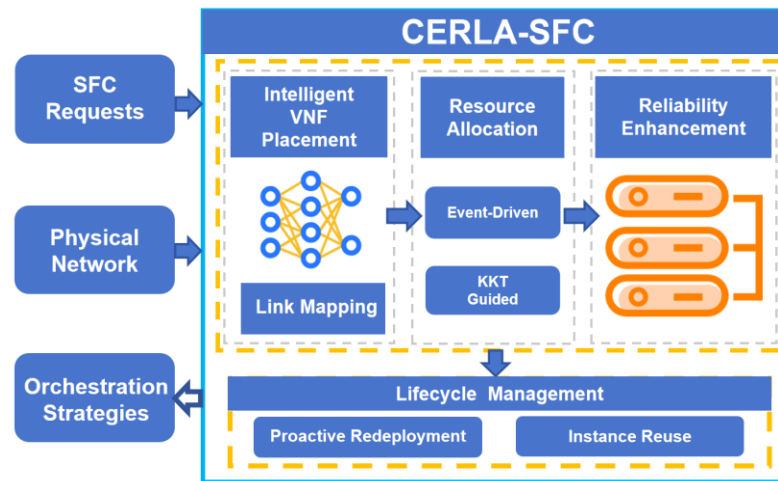 CERLA-SFC
SFC
Requests
Physical
Network
Orchestration
Strategies
Intelligent
VNF
Placement
Link Mapping
Resource
Allocation
Event-Driven
KKT
Guided
Reliability
Enhancement
Lifecycle Management
Proactive Redeployment
Instance Reuse